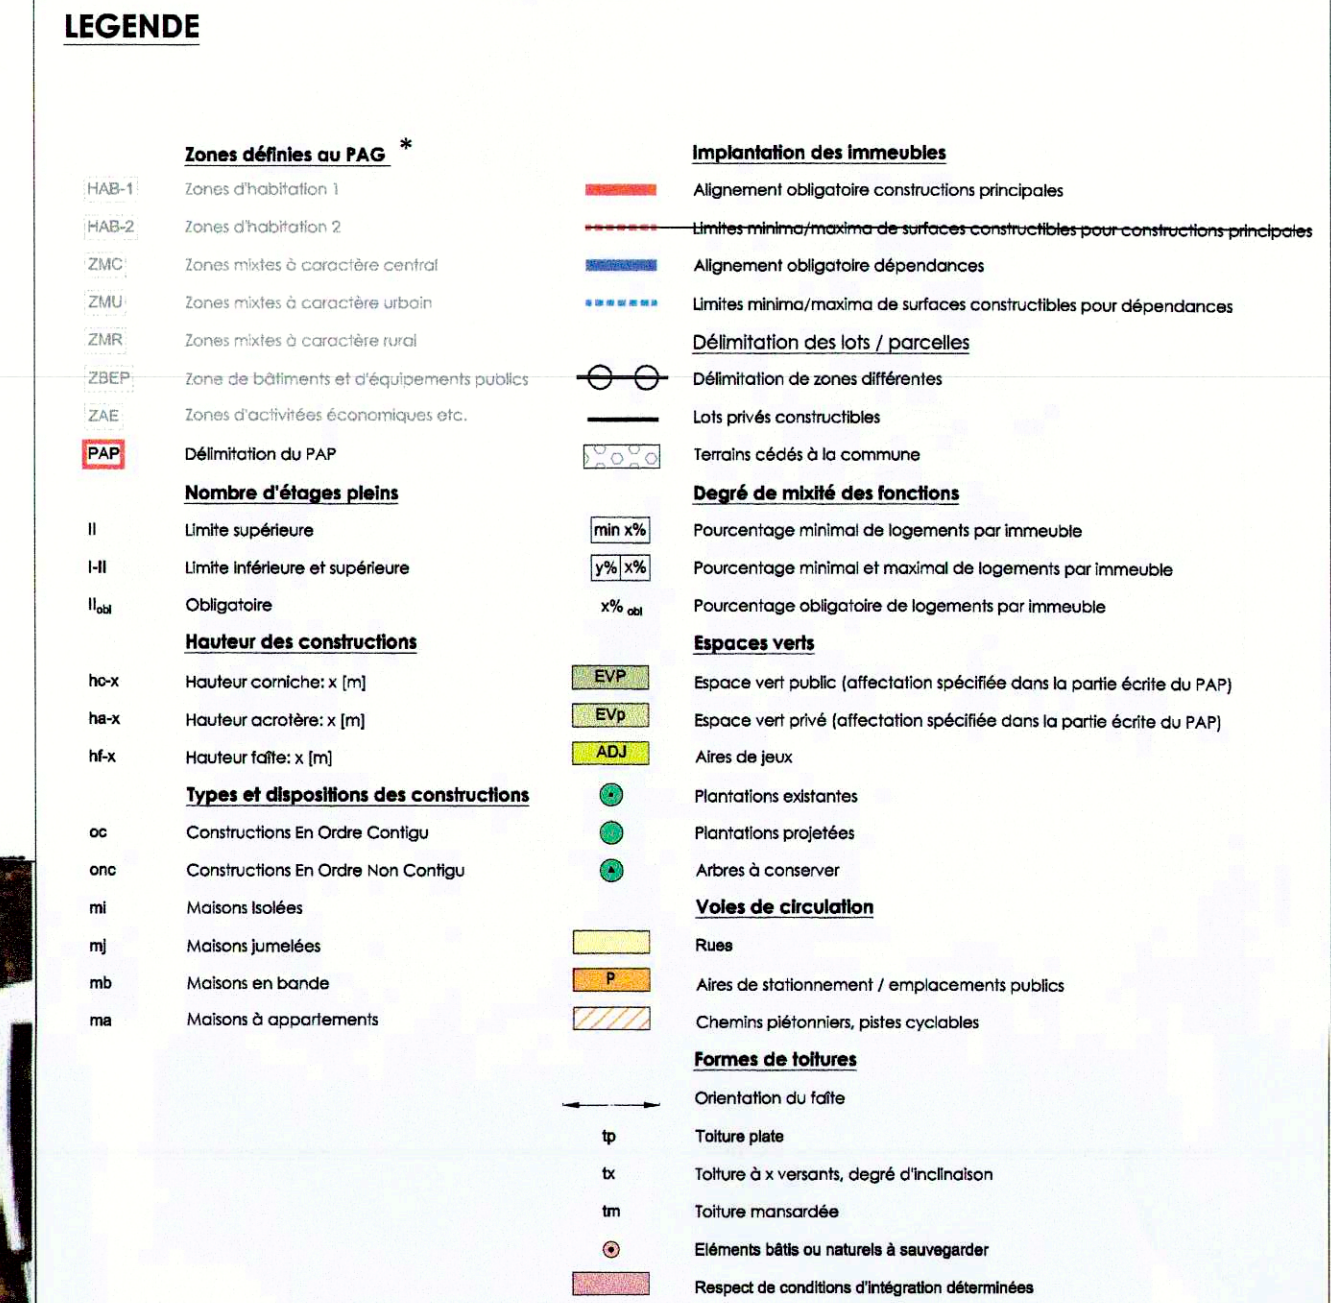 LEGENDE
Zones définies au PAG *
HAB-1 Zones d'habitation 1
HAB-2 Zones d'habitation 2
ZMC Zones mixtes à caractère central
ZMU Zones mixtes à caractère urbain
ZMR Zones mixtes à caractère rural
ZBEP Zone de bâtiments et d'équipements publics
ZAE Zones d'activitées économiques etc.
PAP Délimitation du PAP
Nombre d'étages pleins
II Limite supérieure
I-II Limite inférieure et supérieure
IIobl Obligatoire
Hauteur des constructions
hc-x Hauteur corniche: x [m]
ha-x Hauteur acrotère: x [m]
hf-x Hauteur faîte: x [m]
Types et dispositions des constructions
oc Constructions En Ordre Contigu
onc Constructions En Ordre Non Contigu
mi Maisons Isolées
mj Maisons jumelées
mb Maisons en bande
ma Maisons à appartements
Implantation des immeubles
Alignement obligatoire constructions principales
Limites minima/maxima de surfaces constructibles pour constructions principales
Alignement obligatoire dépendances
Limites minima/maxima de surfaces constructibles pour dépendances
Délimitation des lots / parcelles
Délimitation de zones différentes
Lots privés constructibles
Terrains cédés à la commune
Degré de mixité des fonctions
min x% Pourcentage minimal de logements par immeuble
y% x% Pourcentage minimal et maximal de logements par immeuble
x% obl Pourcentage obligatoire de logements par immeuble
Espaces verts
EVP Espace vert public (affectation spécifiée dans la partie écrite du PAP)
EVp Espace vert privé (affectation spécifiée dans la partie écrite du PAP)
ADJ Aires de jeux
Plantations existantes
Plantations projetées
Arbres à conserver
Voies de circulation
Rues
P Aires de stationnement / emplacements publics
Chemins piétonniers, pistes cyclables
Formes de toitures
Orientation du faîte
tp Toiture plate
tx Toiture à x versants, degré d'inclinaison
tm Toiture mansardée
Eléments bâtis ou naturels à sauvegarder
Respect de conditions d'intégration déterminées